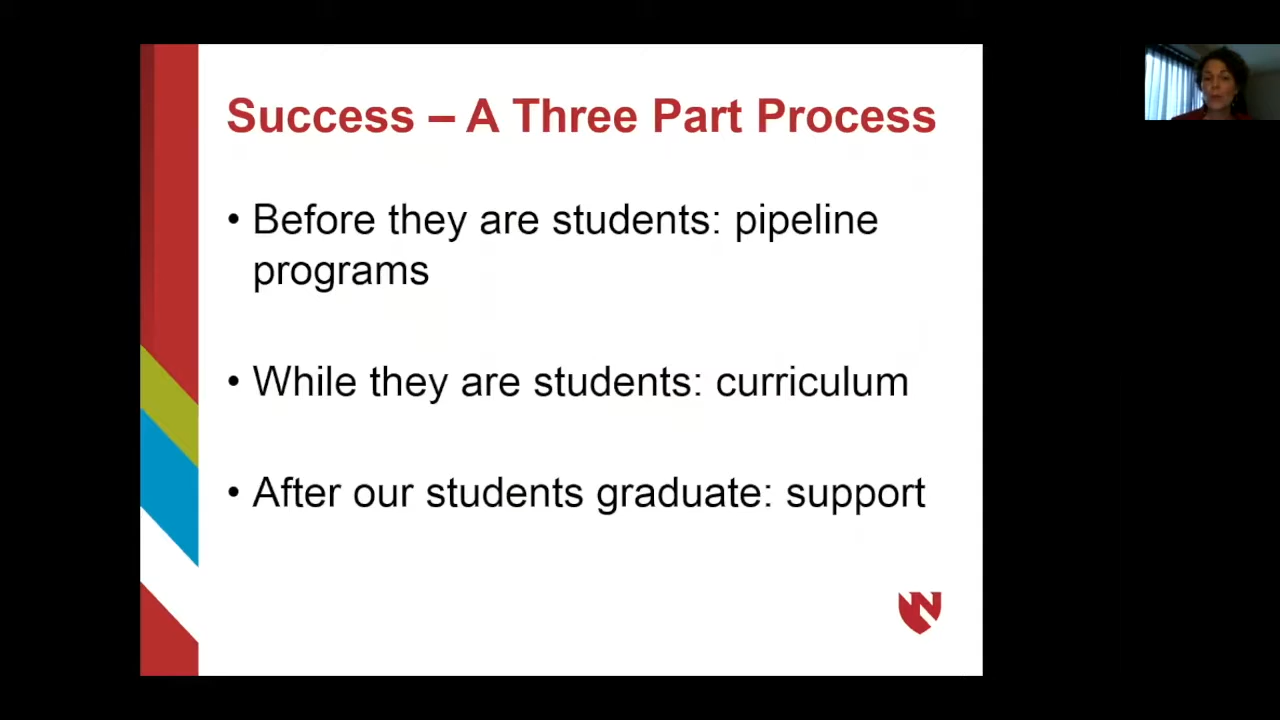 Success – A Three Part Process
• Before they are students: pipeline
programs
• While they are students: curriculum
• After our students graduate: support